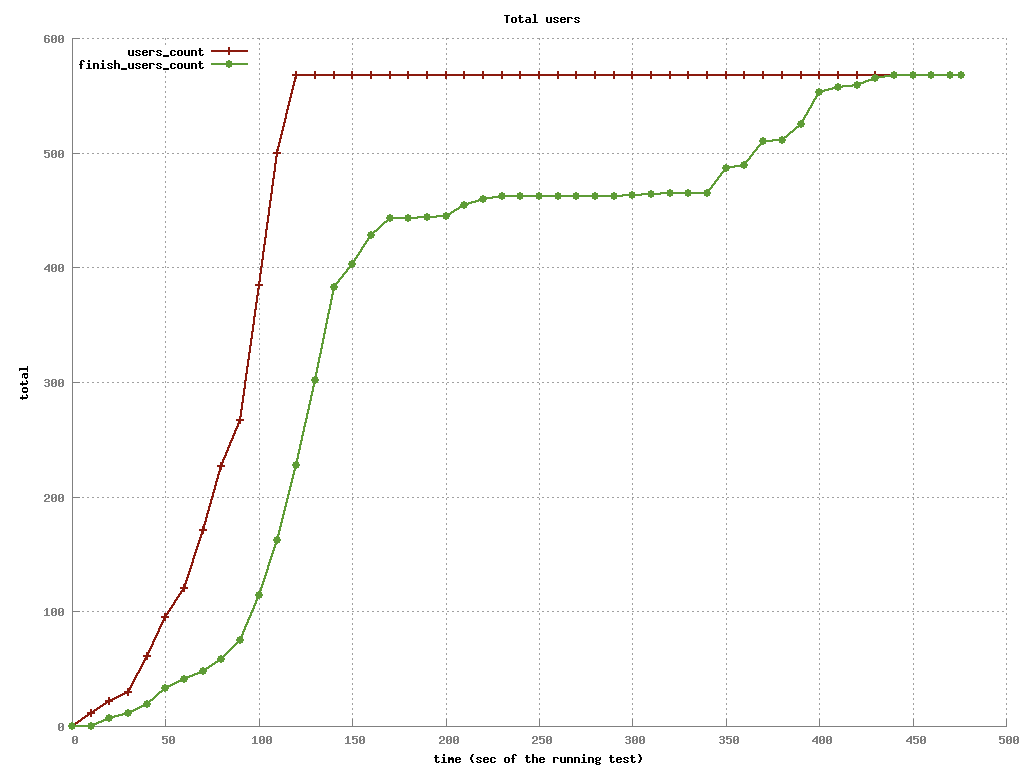 Total users
users_count
finish_users_count
600
500
400
300
200
100
0
total
0 50 100 150 200 250 300 350 400 450 500
time (sec of the running test)